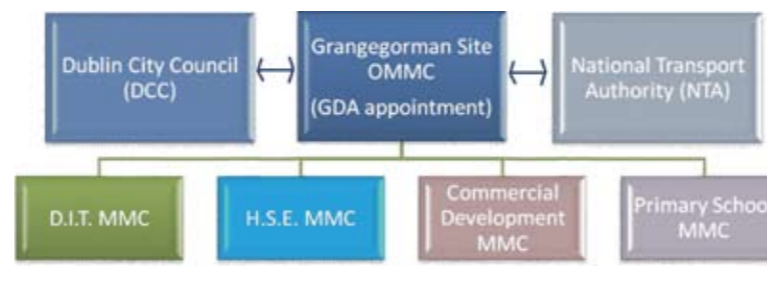 Dublin City Council
(DCC)
Grangegorman Site
OMMC
(GDA appointment)
National Transport
Authority (NTA)
D.I.T. MMC
H.S.E. MMC
Commercial
Development
MMC
Primary Schoo
MMC